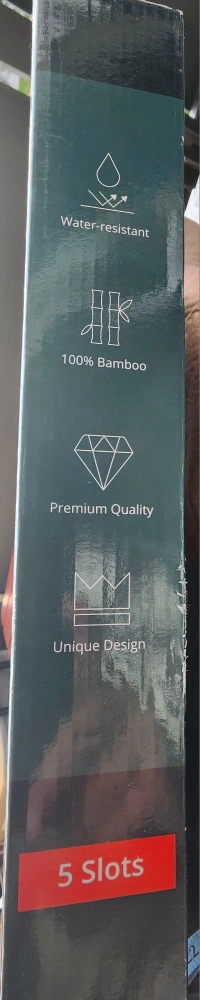 Water-resistant
100% Bamboo
Premium Quality
Unique Design
5 Slots